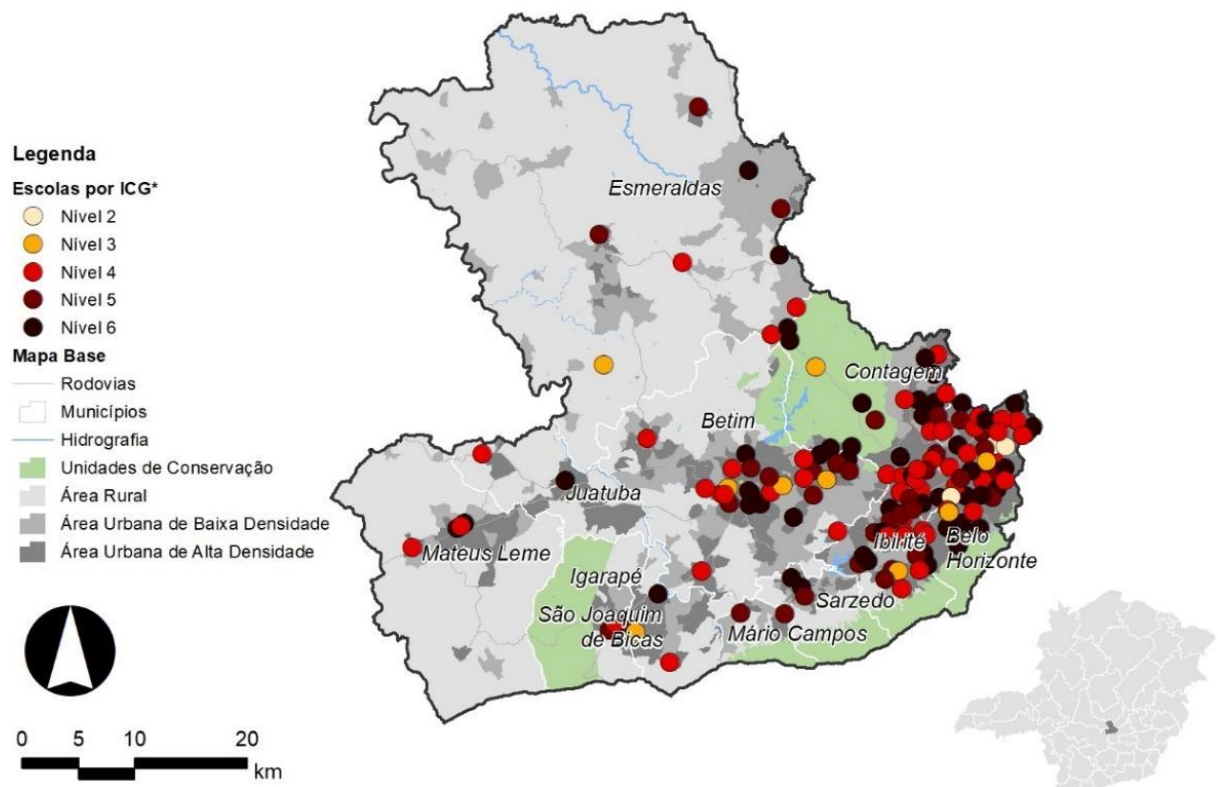 Legenda
Escolas por ICG*
Nível 2
Nível 3
Nível 4
Nível 5
Nível 6
Mapa Base
Rodovias
Municípios
Hidrografia
Unidades de Conservação
Área Rural
Área Urbana de Baixa Densidade
Área Urbana de Alta Densidade
0 5 10 20
km
Esmeraldas
Contagem
Betim
Juatuba
Mateus Leme
Ibirité
Belo
Horizonte
Igarapé
São Joaquim
de Bicas
Sarzedo
Mário Campos